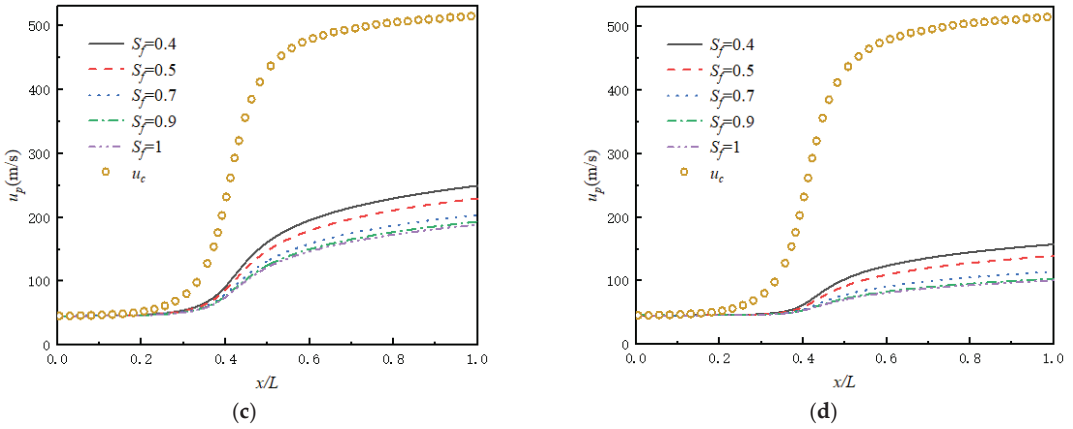 500
400
300
200
100
0
u_p(m/s)
S_f=0.4
S_f=0.5
S_f=0.7
S_f=0.9
S_f=1
u_c
0.0 0.2 0.4 0.6 0.8 1.0
x/L
(c)
500
400
300
200
100
0
u_p(m/s)
S_f=0.4
S_f=0.5
S_f=0.7
S_f=0.9
S_f=1
u_c
0.0 0.2 0.4 0.6 0.8 1.0
x/L
(d)